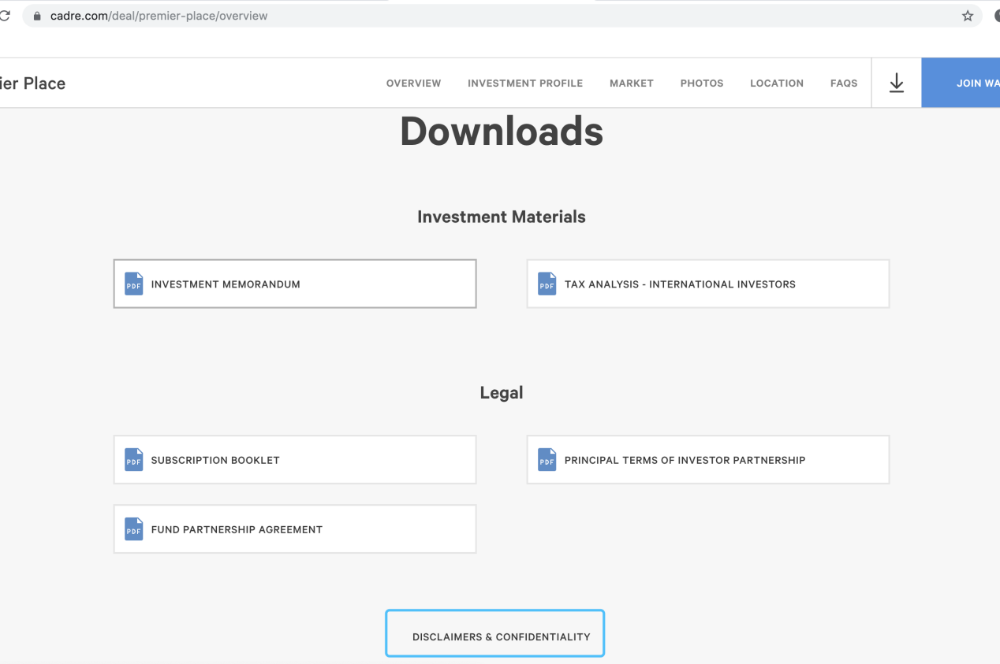 cadre.com/deal/premier-place/overview
ier Place
OVERVIEW
INVESTMENT PROFILE
MARKET
PHOTOS
LOCATION
FAQS
JOIN WA
Downloads
Investment Materials
PDF INVESTMENT MEMORANDUM
PDF TAX ANALYSIS - INTERNATIONAL INVESTORS
Legal
PDF SUBSCRIPTION BOOKLET
PDF PRINCIPAL TERMS OF INVESTOR PARTNERSHIP
PDF FUND PARTNERSHIP AGREEMENT
DISCLAIMERS & CONFIDENTIALITY